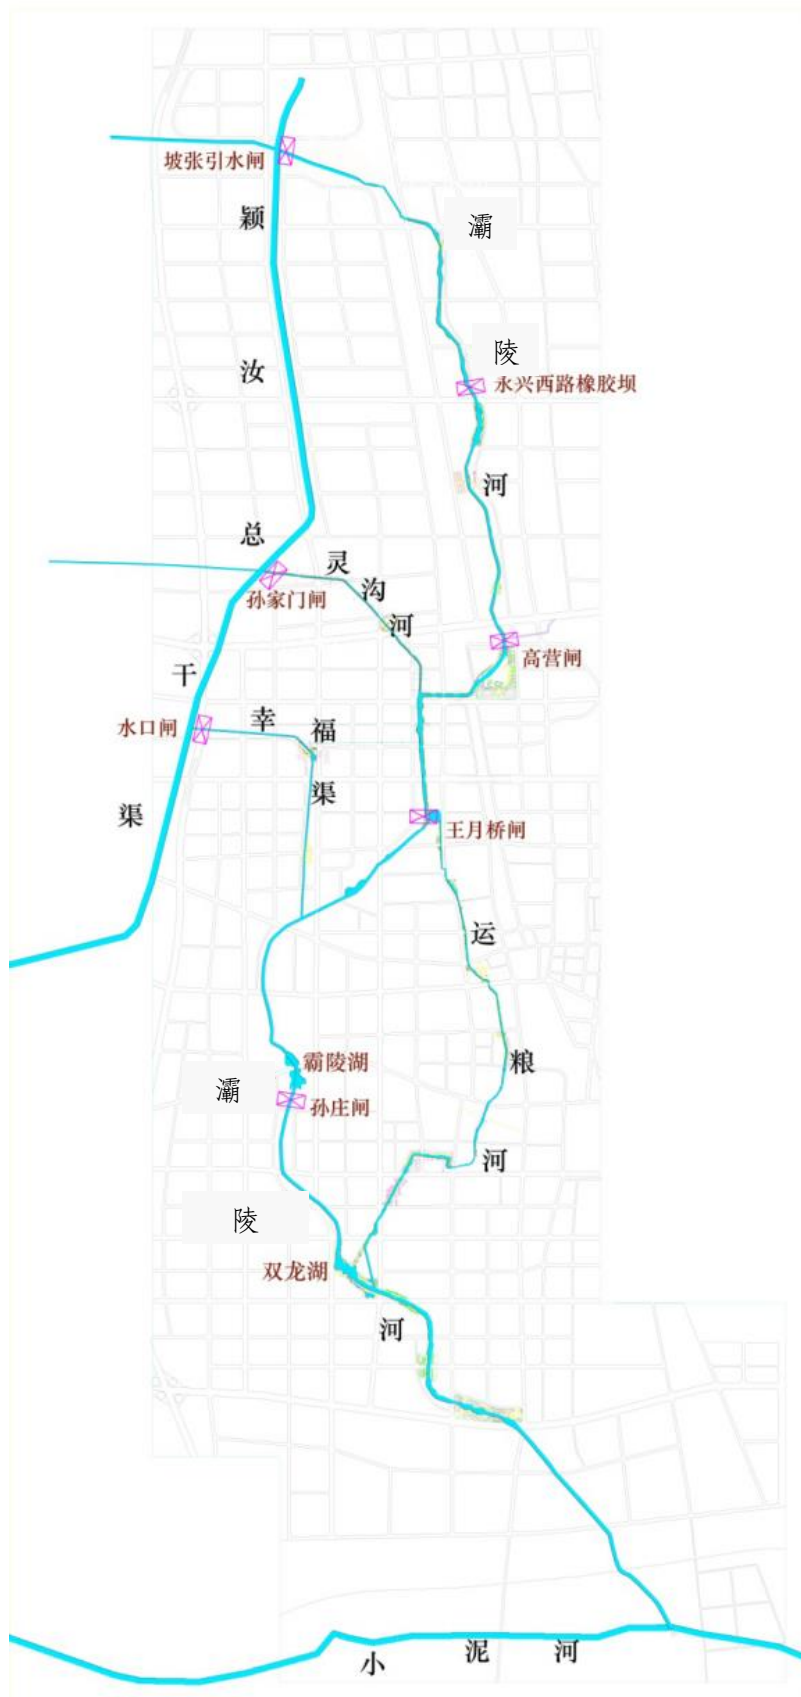 坡张引水闸
颍汝总干渠
灞陵河
永兴西路橡胶坝
灵沟河
孙家门闸
高营闸
水口闸
幸福渠
王月桥闸
运粮河
霸陵湖
孙庄闸
灞陵河
双龙湖
小泥河